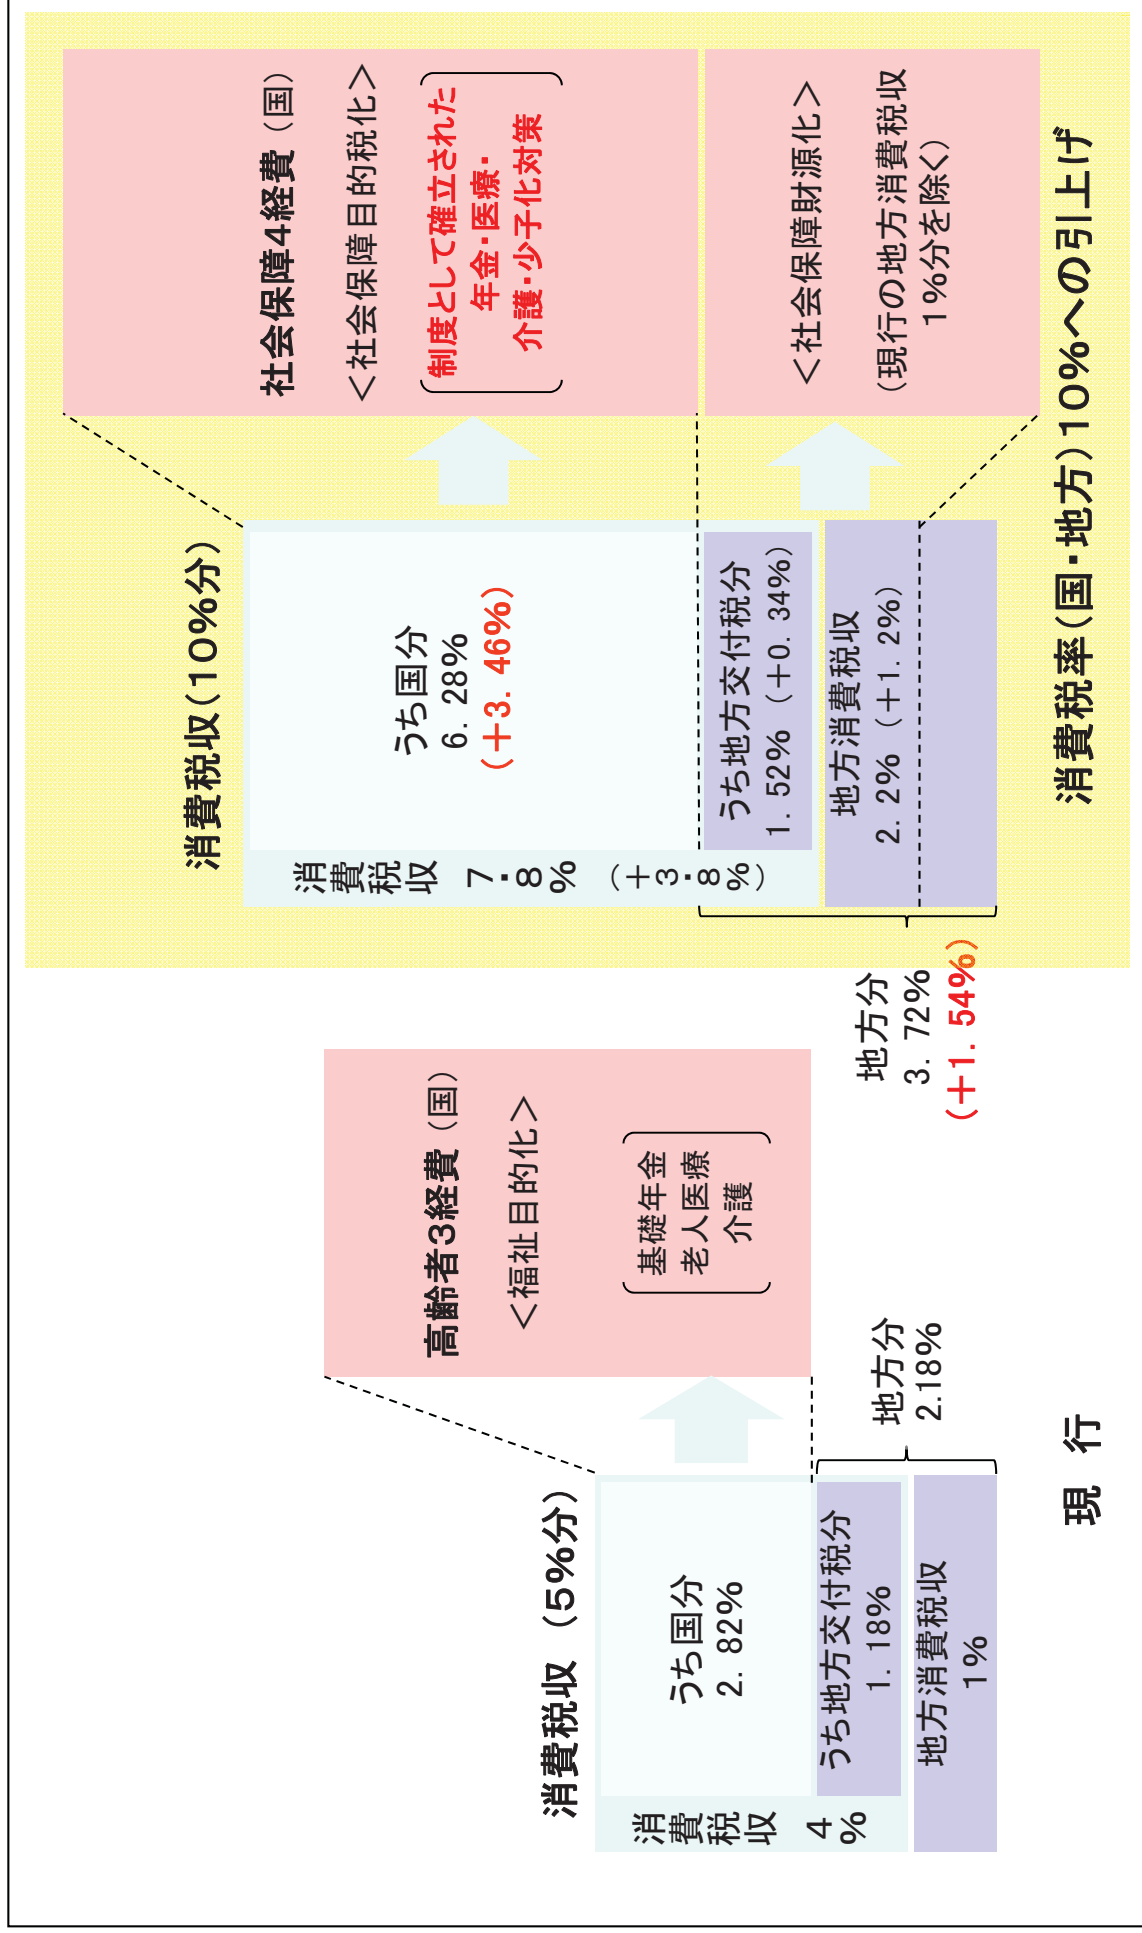 消費税収 (5%分)
消費税収 4%
うち国分
2. 82%
うち地方交付税分
1. 18%
地方消費税収
1%
地方分
2.18%
高齢者3経費(国)
<福祉目的化>
基礎年金
老人医療
介護
現 行
消費税収(10%分)
消費税収 7・8% (+3・8%)
うち国分
6. 28%
(+3. 46%)
うち地方交付税分
1. 52% (+0. 34%)
地方消費税収
2. 2% (+1. 2%)
地方分
3. 72%
(+1. 54%)
社会保障4経費(国)
<社会保障目的税化>
制度として確立された
年金・医療・
介護・少子化対策
<社会保障財源化>
(現行の地方消費税収
1%分を除く)
消費税率(国・地方)10%への引上げ